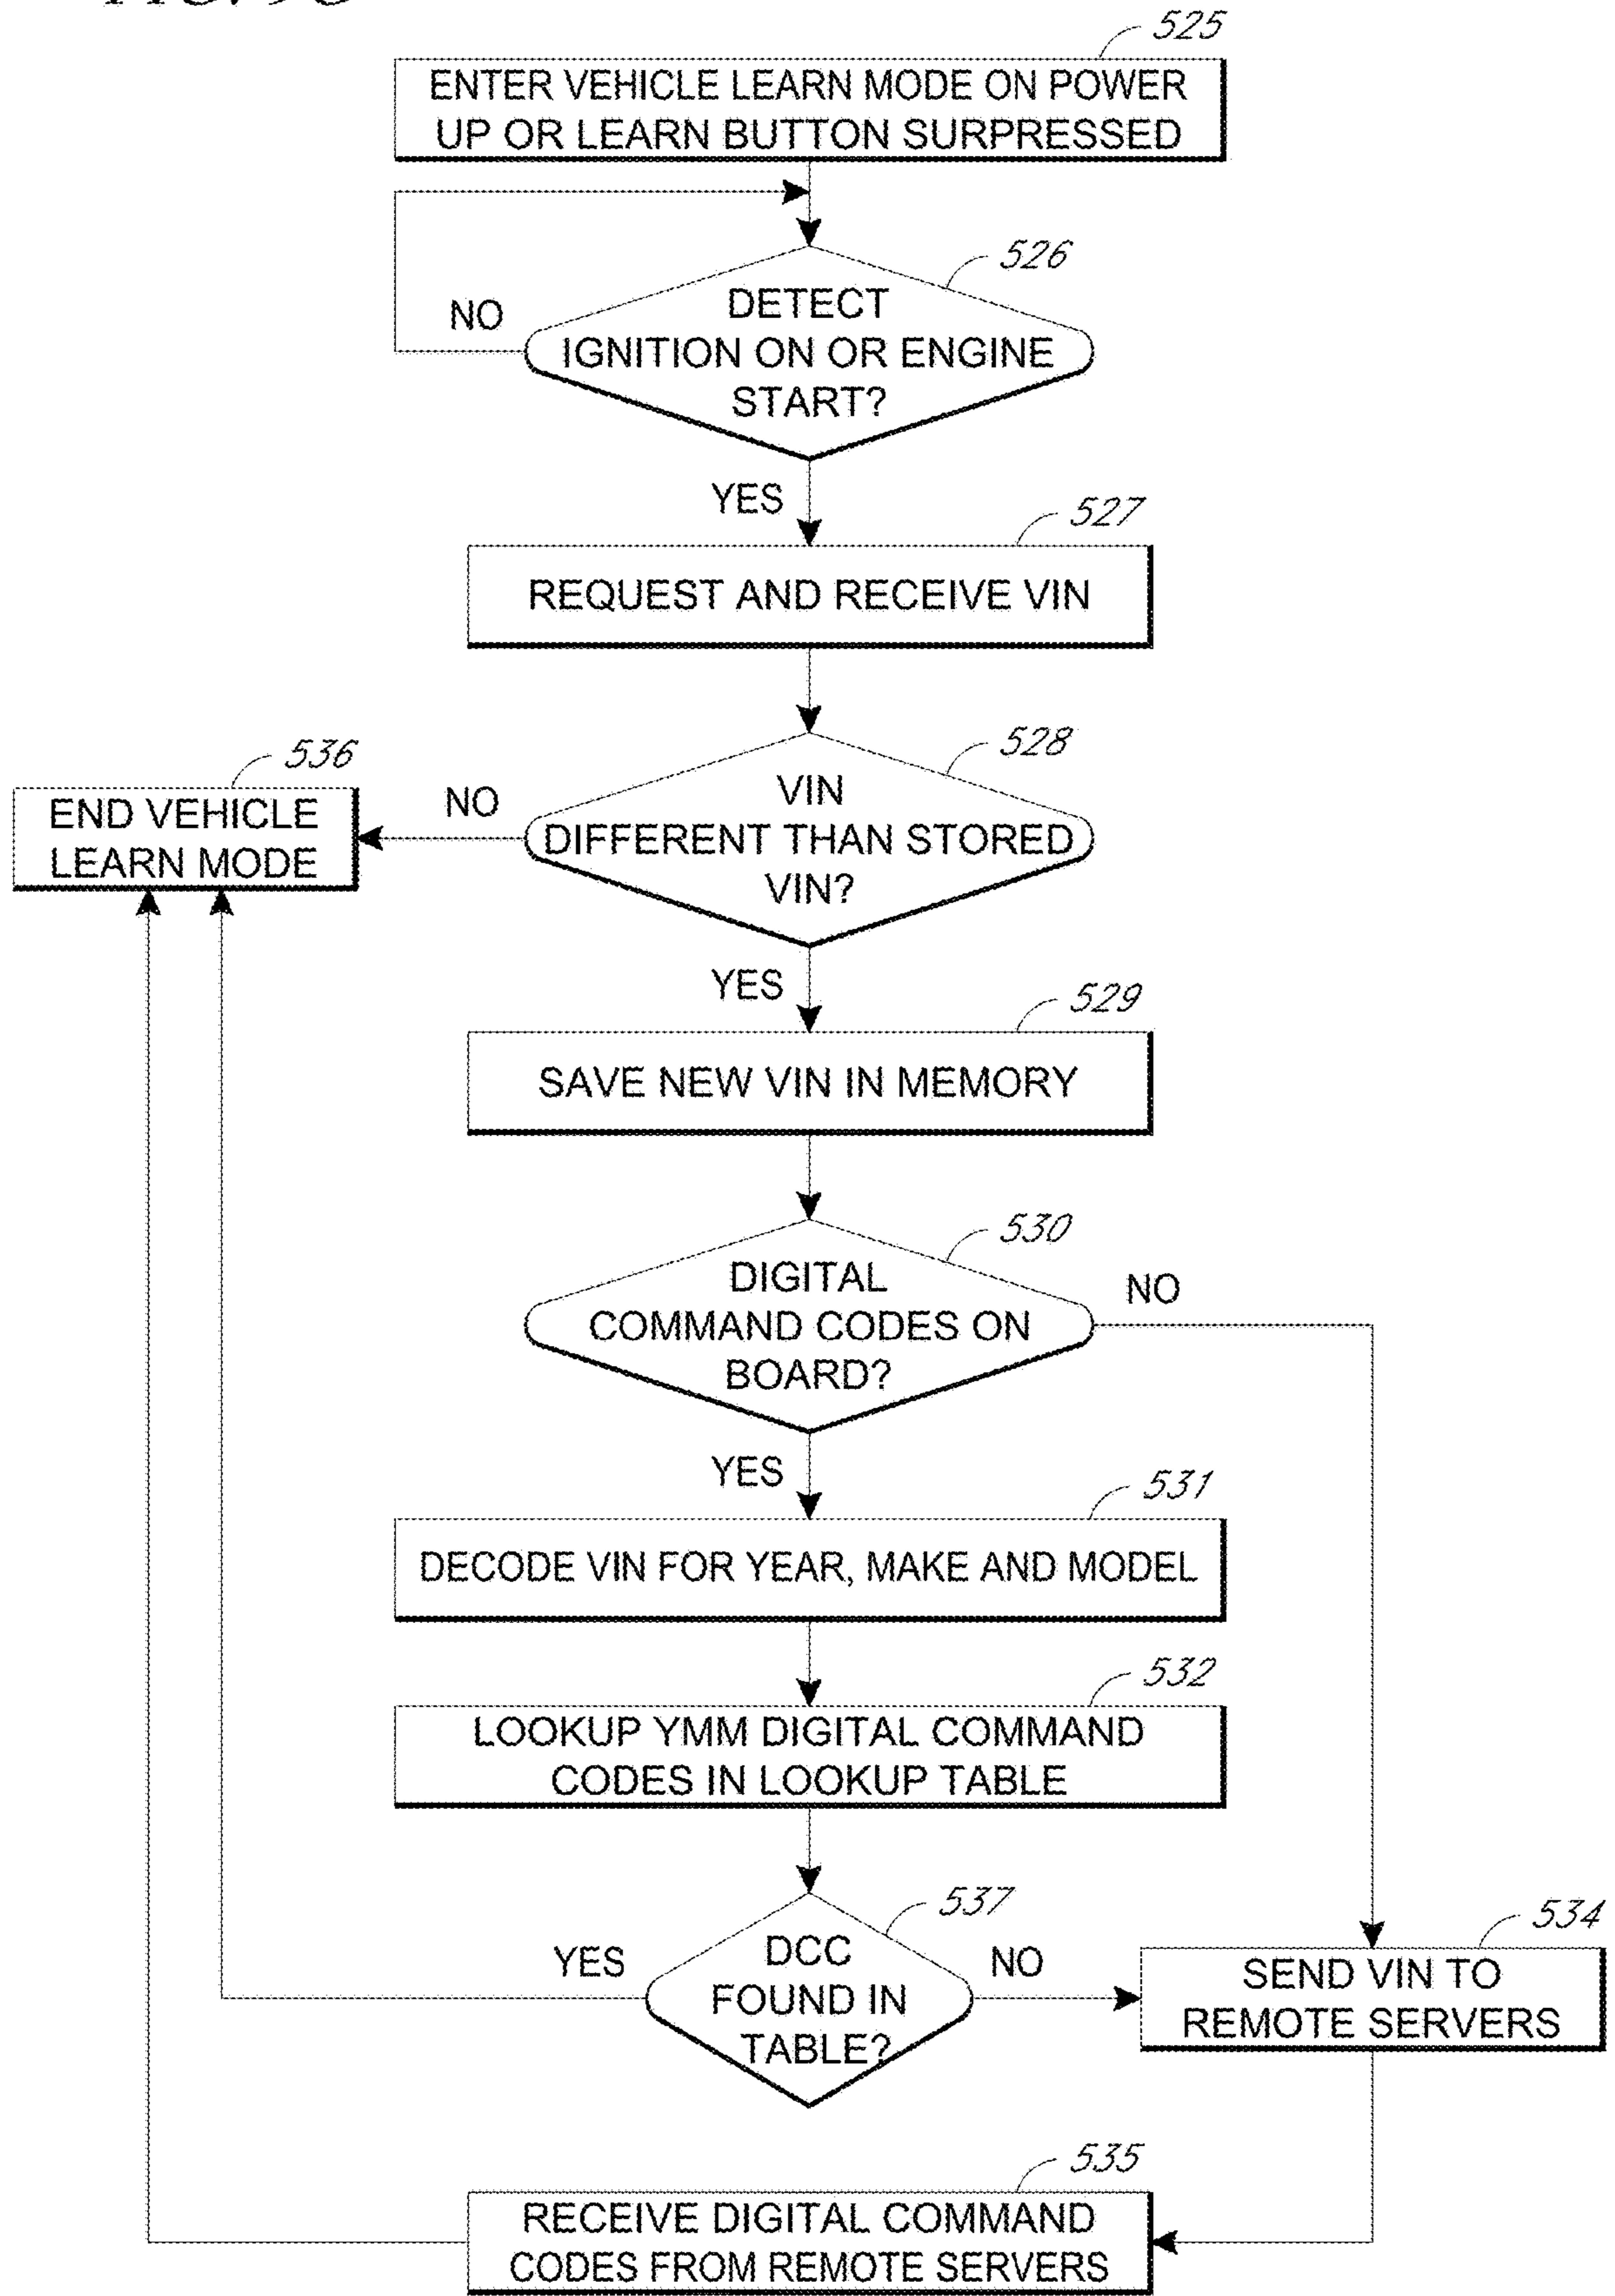 525
ENTER VEHICLE LEARN MODE ON POWER
UP OR LEARN BUTTON SURPRESSED
526
NO
DETECT
IGNITION ON OR ENGINE
START?
YES
527
REQUEST AND RECEIVE VIN
536
END VEHICLE
LEARN MODE
NO
528
VIN
DIFFERENT THAN STORED
VIN?
YES
529
SAVE NEW VIN IN MEMORY
530
DIGITAL
COMMAND CODES ON
BOARD?
NO
YES
531
DECODE VIN FOR YEAR, MAKE AND MODEL
532
LOOKUP YMM DIGITAL COMMAND
CODES IN LOOKUP TABLE
537
YES
DCC
FOUND IN
TABLE?
NO
534
SEND VIN TO
REMOTE SERVERS
535
RECEIVE DIGITAL COMMAND
CODES FROM REMOTE SERVERS